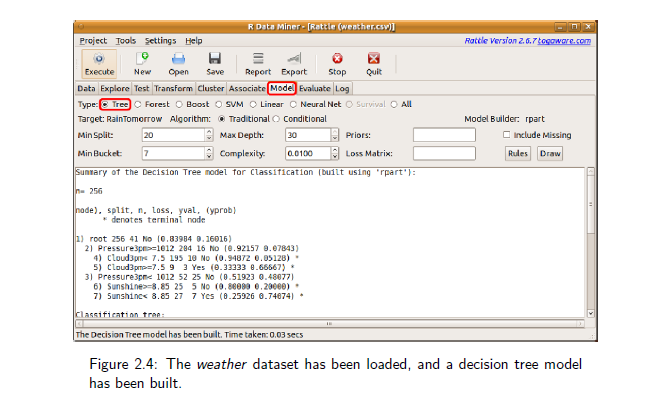 R Data Miner - [Rattle (weather.csv)]
Project Tools Settings Help Rattle Version 2.6.7 togaware.com
Execute New Open Save Report Export Stop Quit
Data Explore Test Transform Cluster Associate Model Evaluate Log
Type: Tree Forest Boost SVM Linear Neural Net Survival All
Target: RainTomorrow Algorithm: Traditional Conditional Model Builder: rpart
Min Split: 20 Max Depth: 30 Priors: Include Missing
Min Bucket: 7 Complexity: 0.0100 Loss Matrix: Rules Draw
Summary of the Decision Tree model for Classification (built using 'rpart'):
n= 256
node), split, n, loss, yval, (yprob)
* denotes terminal node
1) root 256 41 No (0.83984 0.16016)
2) Pressure3pm>=1012 204 16 No (0.92157 0.07843)
4) Cloud3pm< 7.5 195 10 No (0.94872 0.05128) *
5) Cloud3pm>=7.5 9 3 Yes (0.33333 0.66667) *
3) Pressure3pm< 1012 52 25 No (0.51923 0.48077)
6) Sunshine>=8.85 25 5 No (0.80000 0.20000) *
7) Sunshine< 8.85 27 7 Yes (0.25926 0.74074) *
Classification tree:
The Decision Tree model has been built. Time taken: 0.03 secs
Figure 2.4: The weather dataset has been loaded, and a decision tree model
has been built.